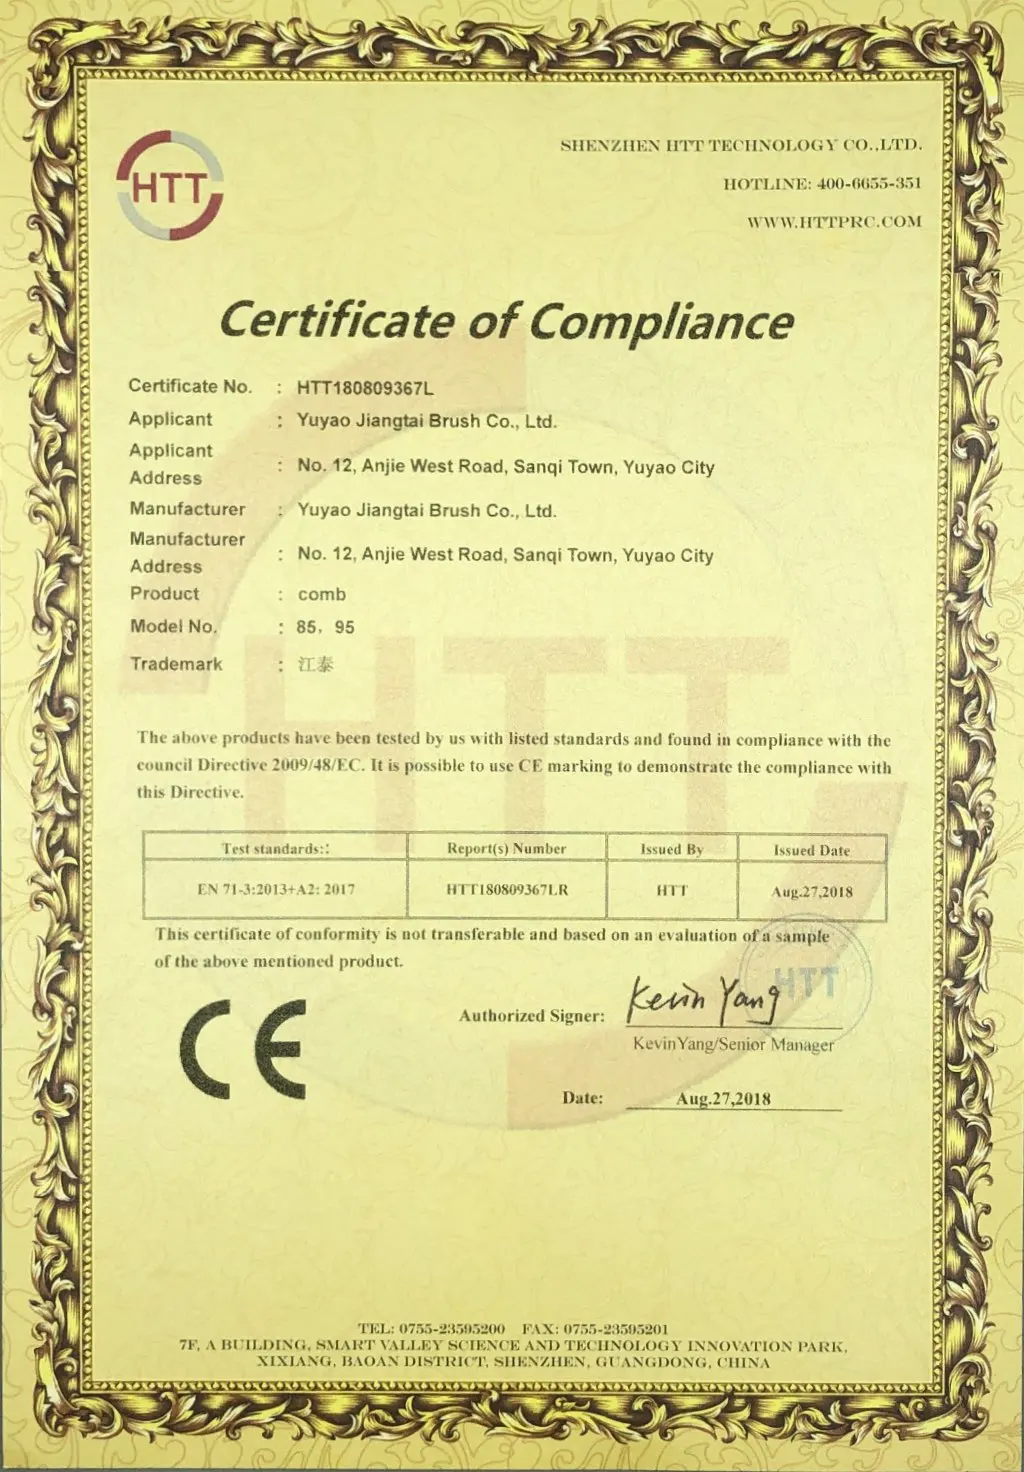 HTT
SHENZHEN HTT TECHNOLOGY CO.,LTD.
HOTLINE: 400-6655-351
WWW.HTTPRC.COM
Certificate of Compliance
Certificate No. : HTT180809367L
Applicant : Yuyao Jiangtai Brush Co., Ltd.
Applicant Address : No. 12, Anjie West Road, Sanqi Town, Yuyao City
Manufacturer : Yuyao Jiangtai Brush Co., Ltd.
Manufacturer Address : No. 12, Anjie West Road, Sanqi Town, Yuyao City
Product : comb
Model No. : 85，95
Trademark : 江泰
HTT
The above products have been tested by us with listed standards and found in compliance with the
council Directive 2009/48/EC. It is possible to use CE marking to demonstrate the compliance with
this Directive.
Test standards:: Report(s) Number Issued By Issued Date
EN 71-3:2013+A2: 2017 HTT180809367LR HTT Aug.27,2018
This certificate of conformity is not transferable and based on an evaluation of a sample
of the above mentioned product.
HTT
CE
Authorized Signer: Kevin Yang
KevinYang/Senior Manager
Date: Aug.27,2018
TEL: 0755-23595200 FAX: 0755-23595201
7F, A BUILDING, SMART VALLEY SCIENCE AND TECHNOLOGY INNOVATION PARK,
XIXIANG, BAOAN DISTRICT, SHENZHEN, GUANGDONG, CHINA